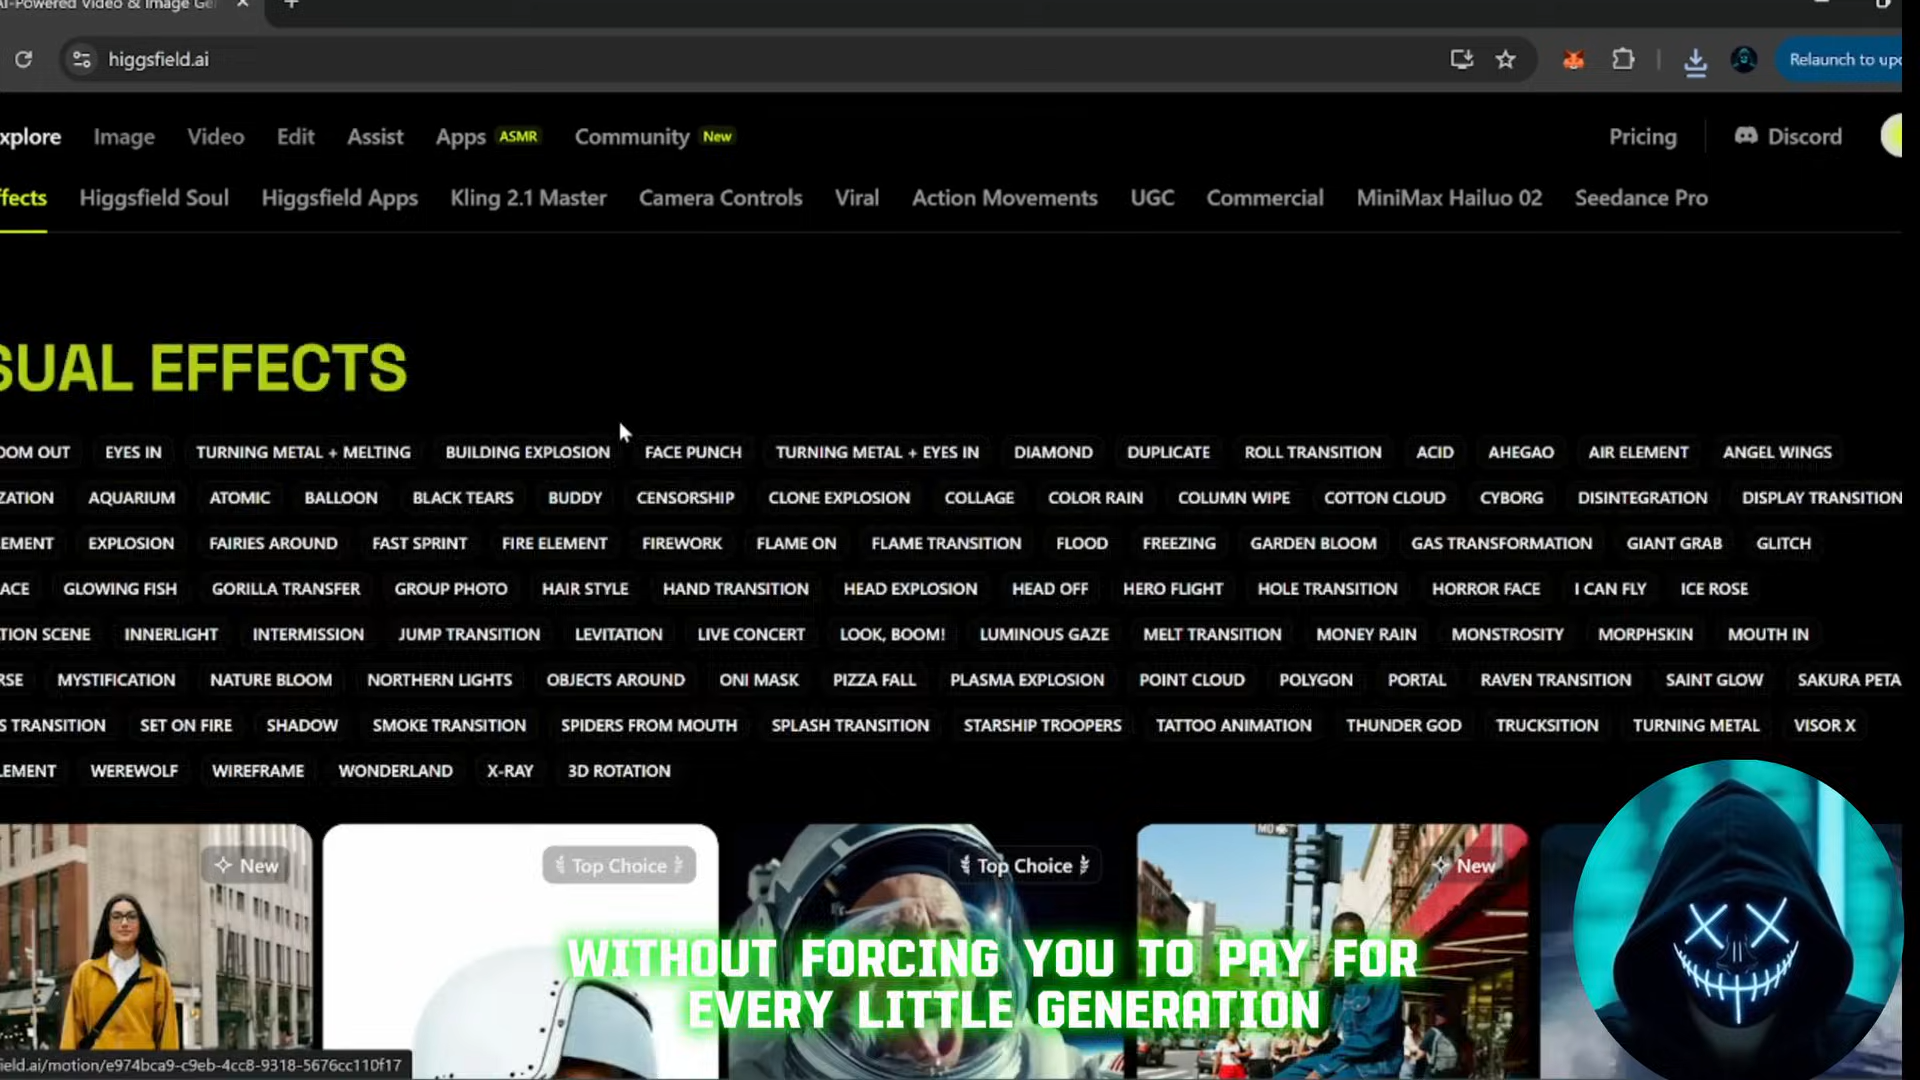 AI-Powered Video & Image Ge
higgsfield.ai
Relaunch to upd
xplore Image Video Edit Assist Apps ASMR Community New Pricing Discord
ffects Higgsfield Soul Higgsfield Apps Kling 2.1 Master Camera Controls Viral Action Movements UGC Commercial MiniMax Hailuo 02 Seedance Pro
SUAL EFFECTS
OOM OUT EYES IN TURNING METAL + MELTING BUILDING EXPLOSION FACE PUNCH TURNING METAL + EYES IN DIAMOND DUPLICATE ROLL TRANSITION ACID AHEGAO AIR ELEMENT ANGEL WINGS
ZATION AQUARIUM ATOMIC BALLOON BLACK TEARS BUDDY CENSORSHIP CLONE EXPLOSION COLLAGE COLOR RAIN COLUMN WIPE COTTON CLOUD CYBORG DISINTEGRATION DISPLAY TRANSITION
EMENT EXPLOSION FAIRIES AROUND FAST SPRINT FIRE ELEMENT FIREWORK FLAME ON FLAME TRANSITION FLOOD FREEZING GARDEN BLOOM GAS TRANSFORMATION GIANT GRAB GLITCH
ACE GLOWING FISH GORILLA TRANSFER GROUP PHOTO HAIR STYLE HAND TRANSITION HEAD EXPLOSION HEAD OFF HERO FLIGHT HOLE TRANSITION HORROR FACE I CAN FLY ICE ROSE
TION SCENE INNERLIGHT INTERMISSION JUMP TRANSITION LEVITATION LIVE CONCERT LOOK, BOOM! LUMINOUS GAZE MELT TRANSITION MONEY RAIN MONSTROSITY MORPHSKIN MOUTH IN
RSE MYSTIFICATION NATURE BLOOM NORTHERN LIGHTS OBJECTS AROUND ONI MASK PIZZA FALL PLASMA EXPLOSION POINT CLOUD POLYGON PORTAL RAVEN TRANSITION SAINT GLOW SAKURA PETA
S TRANSITION SET ON FIRE SHADOW SMOKE TRANSITION SPIDERS FROM MOUTH SPLASH TRANSITION STARSHIP TROOPERS TATTOO ANIMATION THUNDER GOD TRUCKSITION TURNING METAL VISOR X
LEMENT WEREWOLF WIREFRAME WONDERLAND X-RAY 3D ROTATION
New Top Choice Top Choice New
WITHOUT FORCING YOU TO PAY FOR
EVERY LITTLE GENERATION
ield.ai/motion/e974bca9-c9eb-4cc8-9318-5676cc110f17